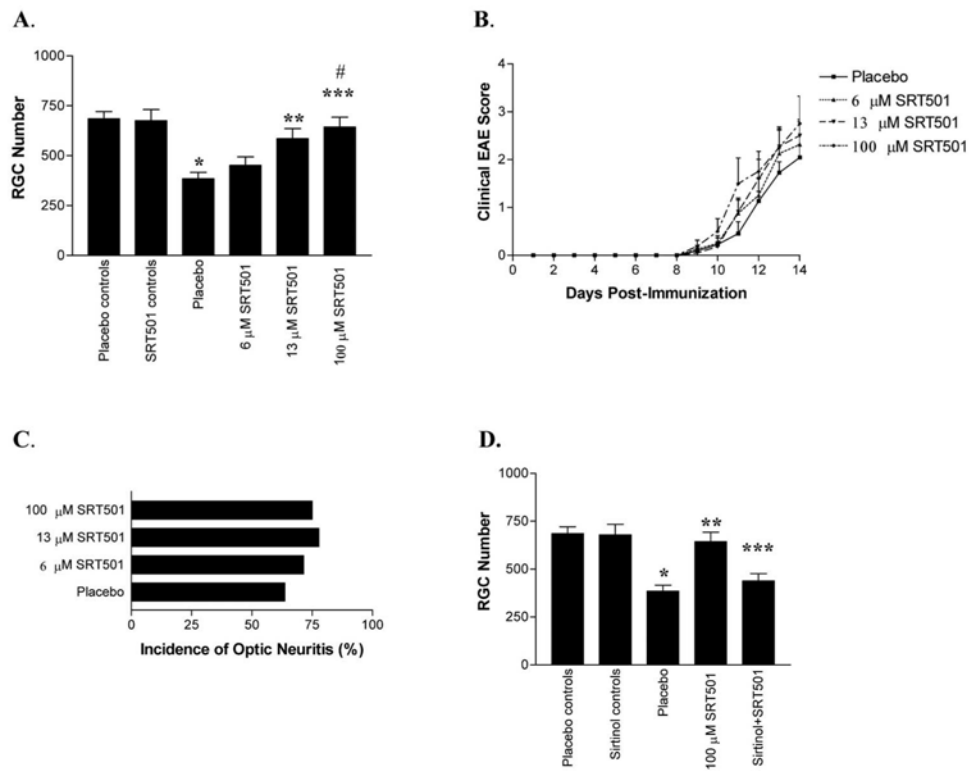 A.
1000
750
500
250
0
RGC Number
*
**
***
#
Placebo controls
SRT501 controls
Placebo
6 μM SRT501
13 μM SRT501
100 μM SRT501
B.
4
3
2
1
0
Clinical EAE Score
0 2 4 6 8 10 12 14
Days Post-Immunization
Placebo
6 μM SRT501
13 μM SRT501
100 μM SRT501
C.
100 μM SRT501
13 μM SRT501
6 μM SRT501
Placebo
0 25 50 75 100
Incidence of Optic Neuritis (%)
D.
1000
750
500
250
0
RGC Number
*
**
***
Placebo controls
Sirtinol controls
Placebo
100 μM SRT501
Sirtinol+SRT501